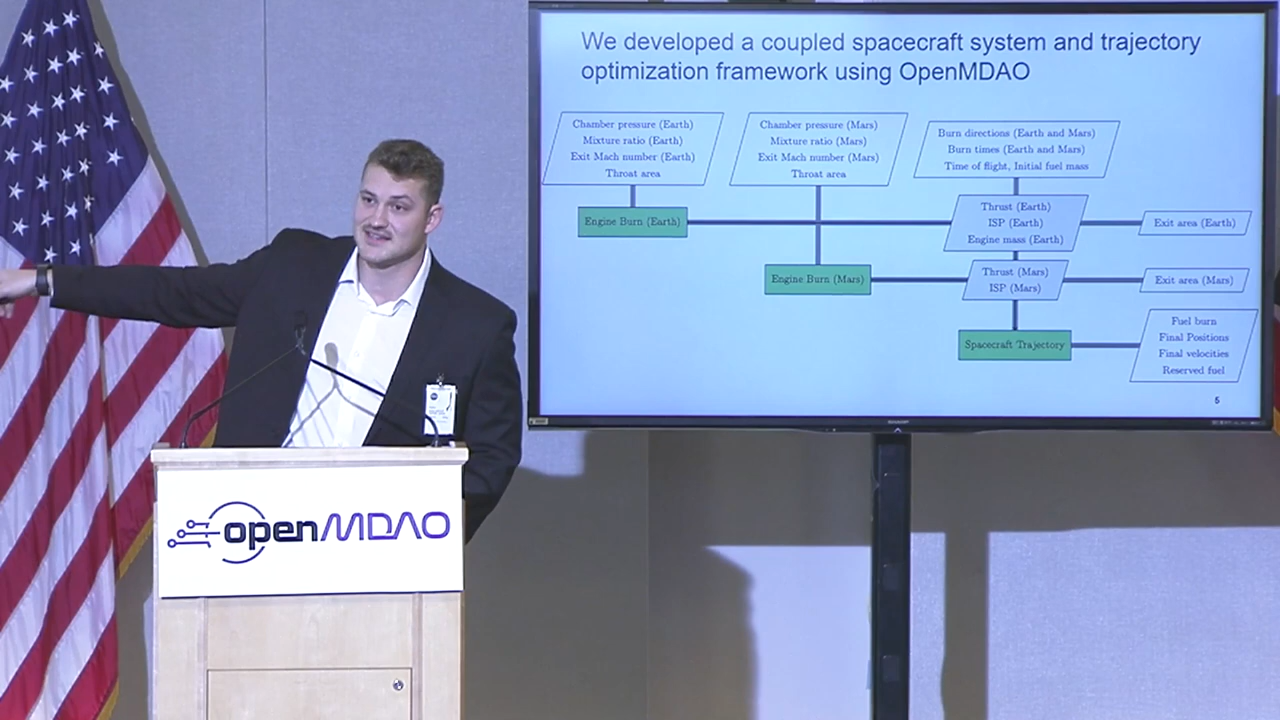 We developed a coupled spacecraft system and trajectory
optimization framework using OpenMDAO
Chamber pressure (Earth)
Mixture ratio (Earth)
Exit Mach number (Earth)
Throat area
Chamber pressure (Mars)
Mixture ratio (Mars)
Exit Mach number (Mars)
Throat area
Burn directions (Earth and Mars)
Burn times (Earth and Mars)
Time of flight, Initial fuel mass
Engine Burn (Earth)
Thrust (Earth)
ISP (Earth)
Engine mass (Earth)
Exit area (Earth)
Engine Burn (Mars)
Thrust (Mars)
ISP (Mars)
Exit area (Mars)
Spacecraft Trajectory
Fuel burn
Final Positions
Final velocities
Reserved fuel
5
openMDAO